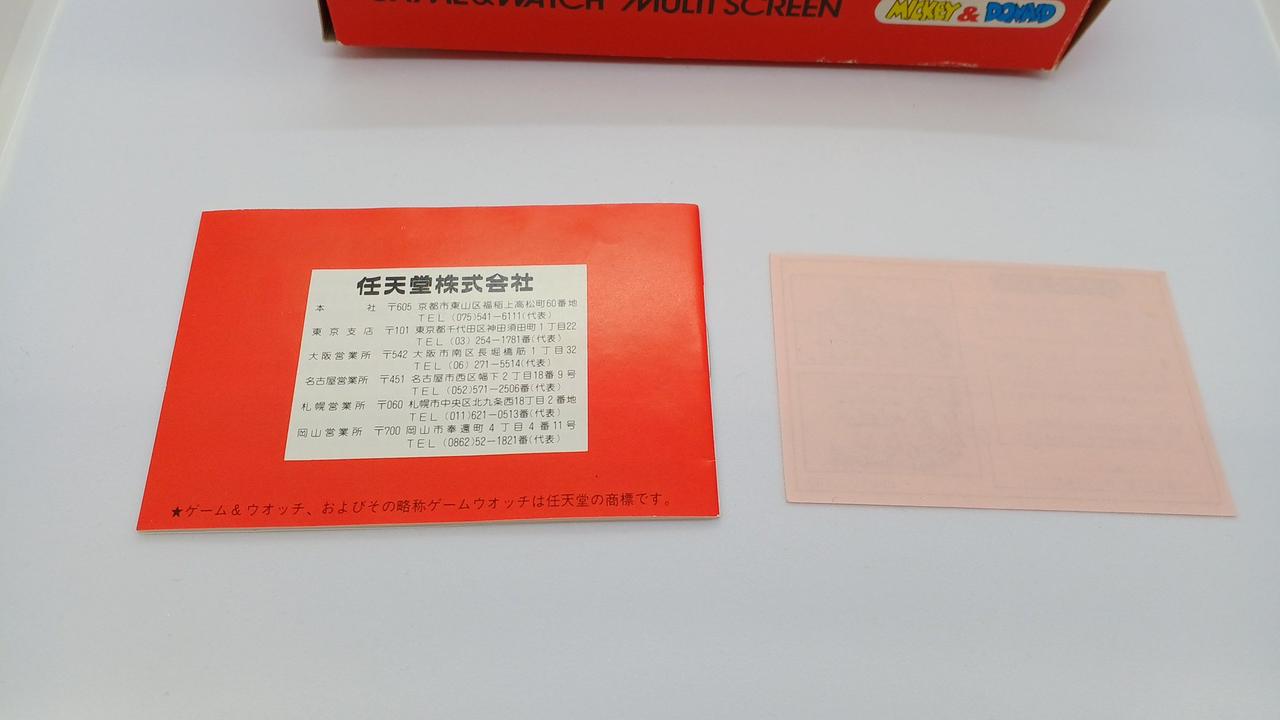 GAME&WATCH MULTI SCREEN
MICKEY & DONALD
任天堂株式会社
本社 〒605 京都市東山区福稲上高松町60番地
TEL (075)541-6111(代表)
東京支店 〒101 東京都千代田区神田須田町1丁目22
TEL (03) 254-1781番(代表)
大阪営業所 〒542 大阪市南区長堀橋筋1丁目32
TEL (06) 271-5514(代表)
名古屋営業所 〒451 名古屋市西区幅下2丁目18番9号
TEL (052)571-2506番(代表)
札幌営業所 〒060 札幌市中央区北九条西18丁目2番地
TEL (011)621-0513番(代表)
岡山営業所 〒700 岡山市奉還町4丁目4番11号
TEL (0862)52-1821番(代表)
★ゲーム&ウオッチ、およびその略称ゲームウオッチは任天堂の商標です。